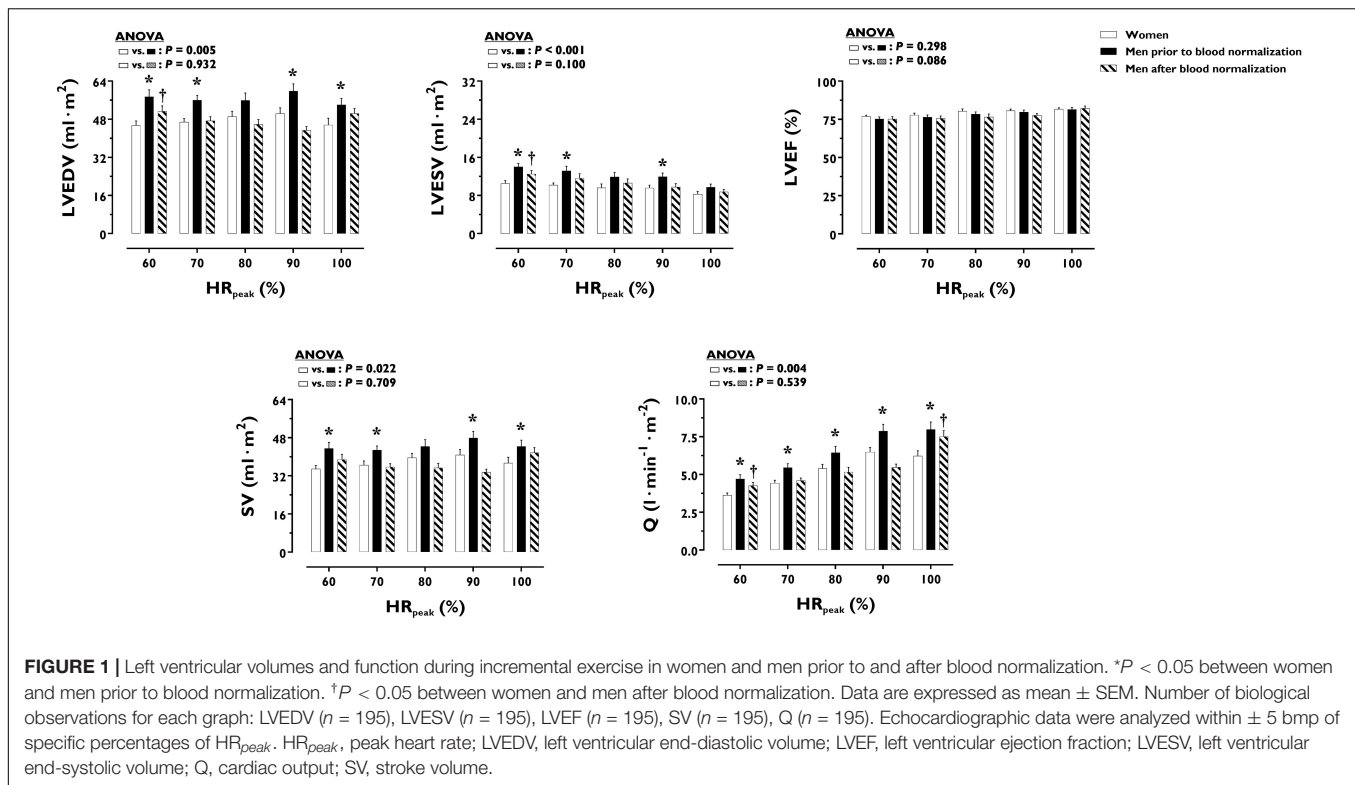 ANOVA
□ vs. ■ : P = 0.005
□ vs. ▨ : P = 0.932
LVEDV (ml·m²)
64
48
32
16
0
* † * * *
60 70 80 90 100
HRpeak (%)
ANOVA
□ vs. ■ : P < 0.001
□ vs. ▨ : P = 0.100
LVESV (ml·m²)
32
24
16
8
0
* † * *
60 70 80 90 100
HRpeak (%)
ANOVA
□ vs. ■ : P = 0.298
□ vs. ▨ : P = 0.086
LVEF (%)
100
75
50
25
0
60 70 80 90 100
HRpeak (%)
Women
Men prior to blood normalization
Men after blood normalization
ANOVA
□ vs. ■ : P = 0.022
□ vs. ▨ : P = 0.709
SV (ml·m²)
64
48
32
16
0
* * * *
60 70 80 90 100
HRpeak (%)
ANOVA
□ vs. ■ : P = 0.004
□ vs. ▨ : P = 0.539
Q (l·min⁻¹·m⁻²)
10.0
7.5
5.0
2.5
0.0
* † * * * * †
60 70 80 90 100
HRpeak (%)
FIGURE 1 | Left ventricular volumes and function during incremental exercise in women and men prior to and after blood normalization. *P < 0.05 between women
and men prior to blood normalization. †P < 0.05 between women and men after blood normalization. Data are expressed as mean ± SEM. Number of biological
observations for each graph: LVEDV (n = 195), LVESV (n = 195), LVEF (n = 195), SV (n = 195), Q (n = 195). Echocardiographic data were analyzed within ± 5 bmp of
specific percentages of HRpeak. HRpeak, peak heart rate; LVEDV, left ventricular end-diastolic volume; LVEF, left ventricular ejection fraction; LVESV, left ventricular
end-systolic volume; Q, cardiac output; SV, stroke volume.